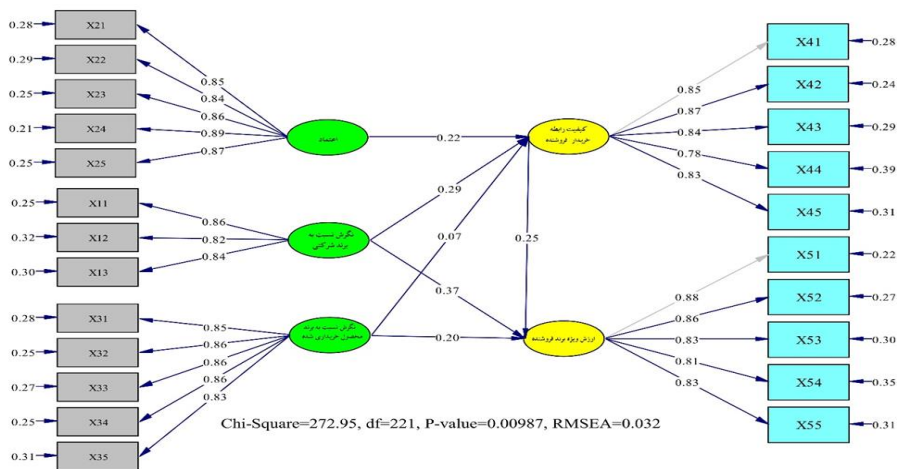 0.28
X21
0.29
X22
0.25
X23
0.21
X24
0.25
X25
0.25
X11
0.32
X12
0.30
X13
0.28
X31
0.25
X32
0.27
X33
0.25
X34
0.31
X35
0.85
0.84
0.86
0.89
0.87
0.86
0.82
0.84
0.85
0.86
0.86
0.86
0.83
اعتماد
نگرش نسبت به
برند شرکتی
نگرش نسبت به برند
محصول خریداری شده
0.22
0.29
0.07
0.37
0.20
0.25
کیفیت رابطه
خریدار فروشنده
ارزش ویژه برند فروشنده
0.85
0.87
0.84
0.78
0.83
0.88
0.86
0.83
0.81
0.83
X41
0.28
X42
0.24
X43
0.29
X44
0.39
X45
0.31
X51
0.22
X52
0.27
X53
0.30
X54
0.35
X55
0.31
Chi-Square=272.95, df=221, P-value=0.00987, RMSEA=0.032